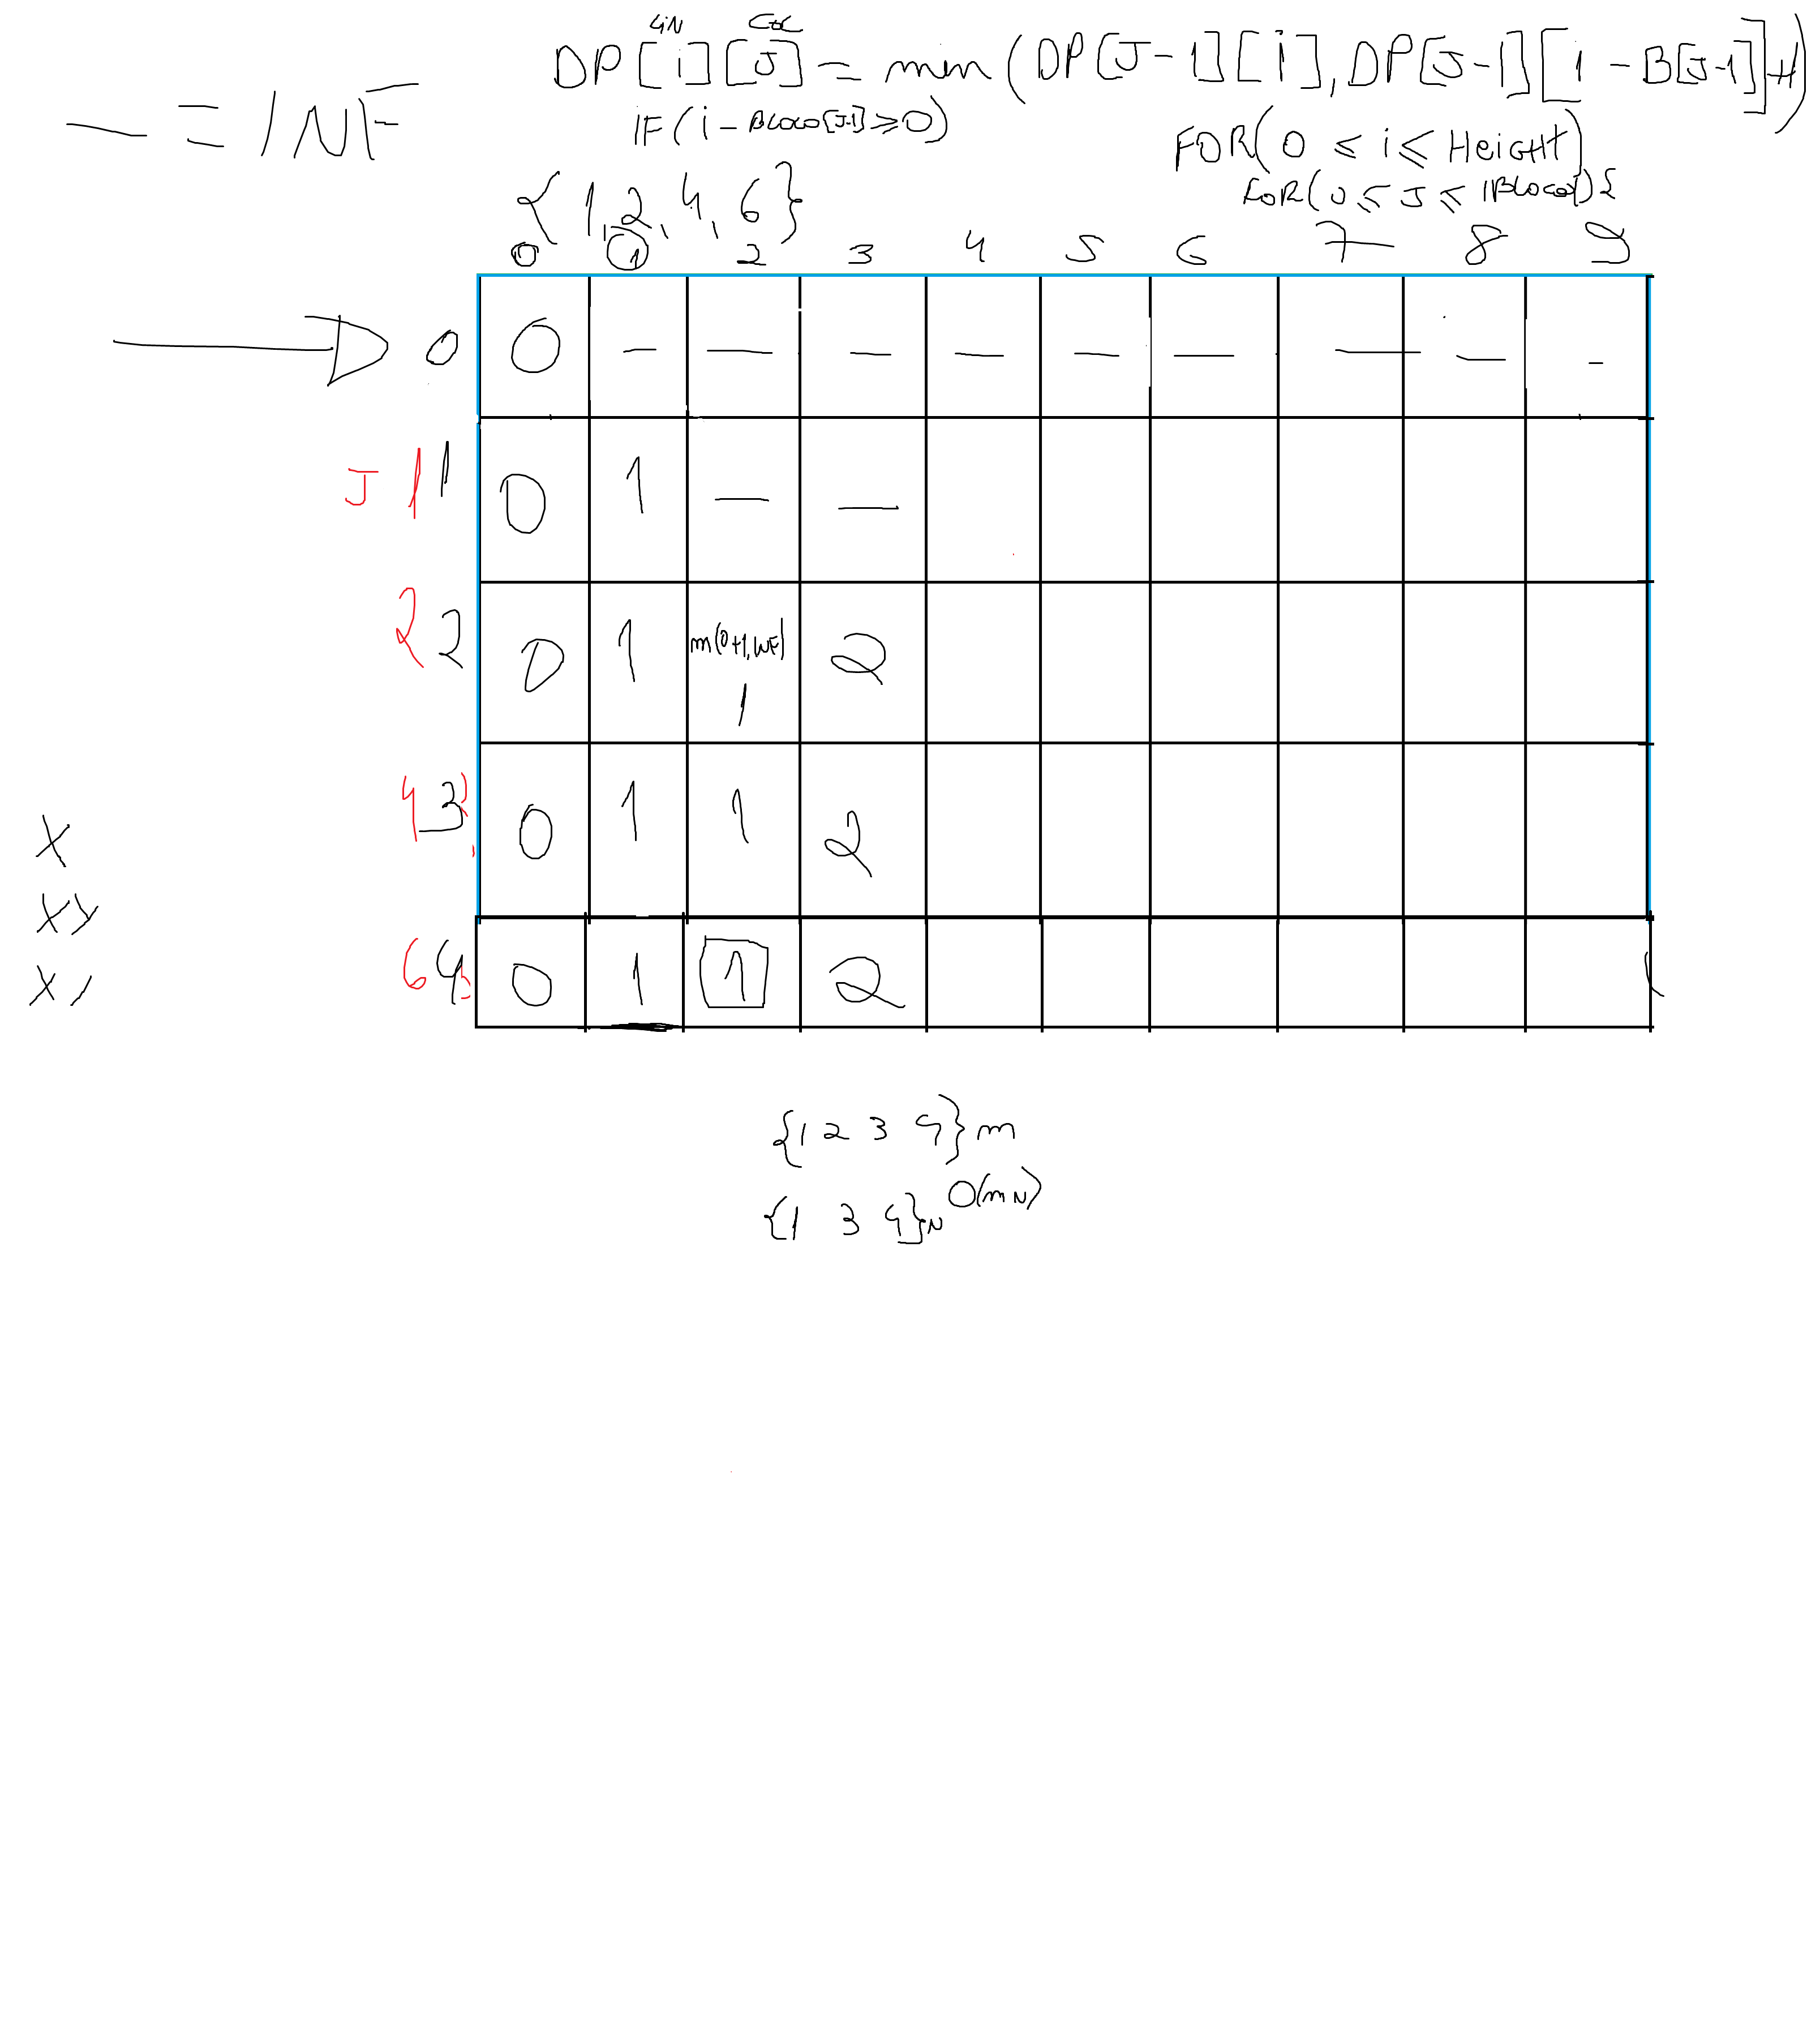 LIN COL
DP[i][J] = min(DP[J-1][i], DP[J-1][i-B[J-1]]+1)
— = INF
IF(i-BLOCO[J-1]≥0)
FOR(0 ≤ i ≤ HeiGHT)
FOR(0 ≤ J ≤ |BLOCOS|){
{1,2,4,6}
0 1 2 3 4 5 6 7 8 9
0 0 — — — — — — — — —
J 1 1 0 1 — —
2 2 0 1 m(0+1,INF) 1 2
4 3 0 1 1 2
X
XY
X,
6 4 0 1 1 2
{1 2 3 4}m
{1 3 4}N O(mN)